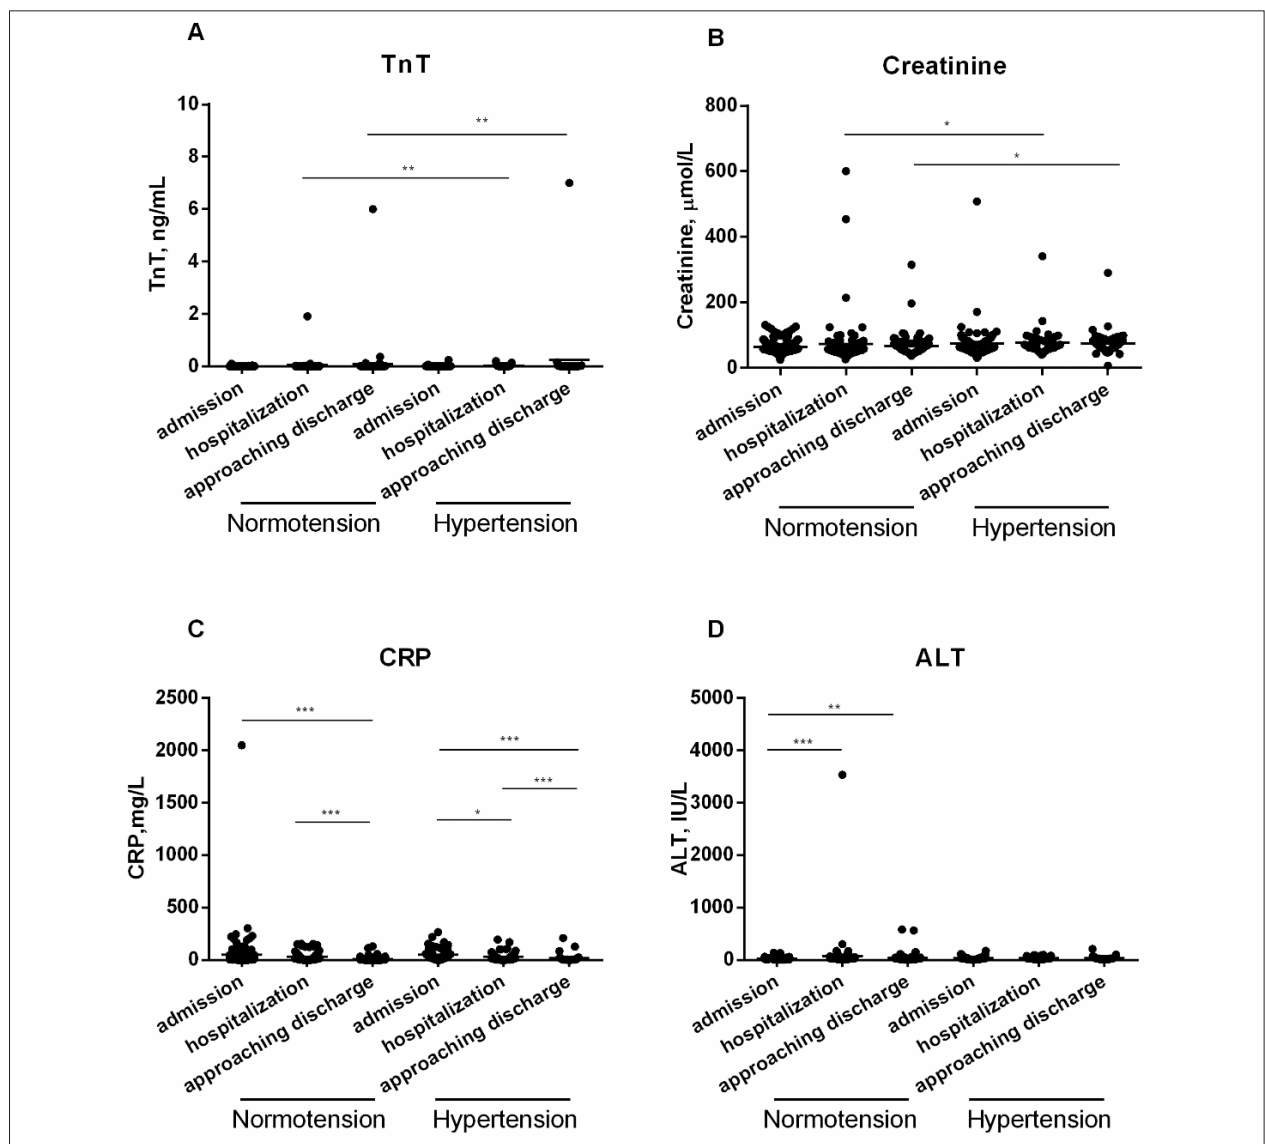 A
TnT
10
8
6
4
2
0
TnT, ng/mL
**
**
admission
hospitalization
approaching discharge
admission
hospitalization
approaching discharge
Normotension
Hypertension
B
Creatinine
800
600
400
200
0
Creatinine, μmol/L
*
*
admission
hospitalization
approaching discharge
admission
hospitalization
approaching discharge
Normotension
Hypertension
C
CRP
2500
2000
1500
1000
500
0
CRP,mg/L
***
***
***
***
*
admission
hospitalization
approaching discharge
admission
hospitalization
approaching discharge
Normotension
Hypertension
D
ALT
5000
4000
3000
2000
1000
0
ALT, IU/L
**
***
admission
hospitalization
approaching discharge
admission
hospitalization
approaching discharge
Normotension
Hypertension